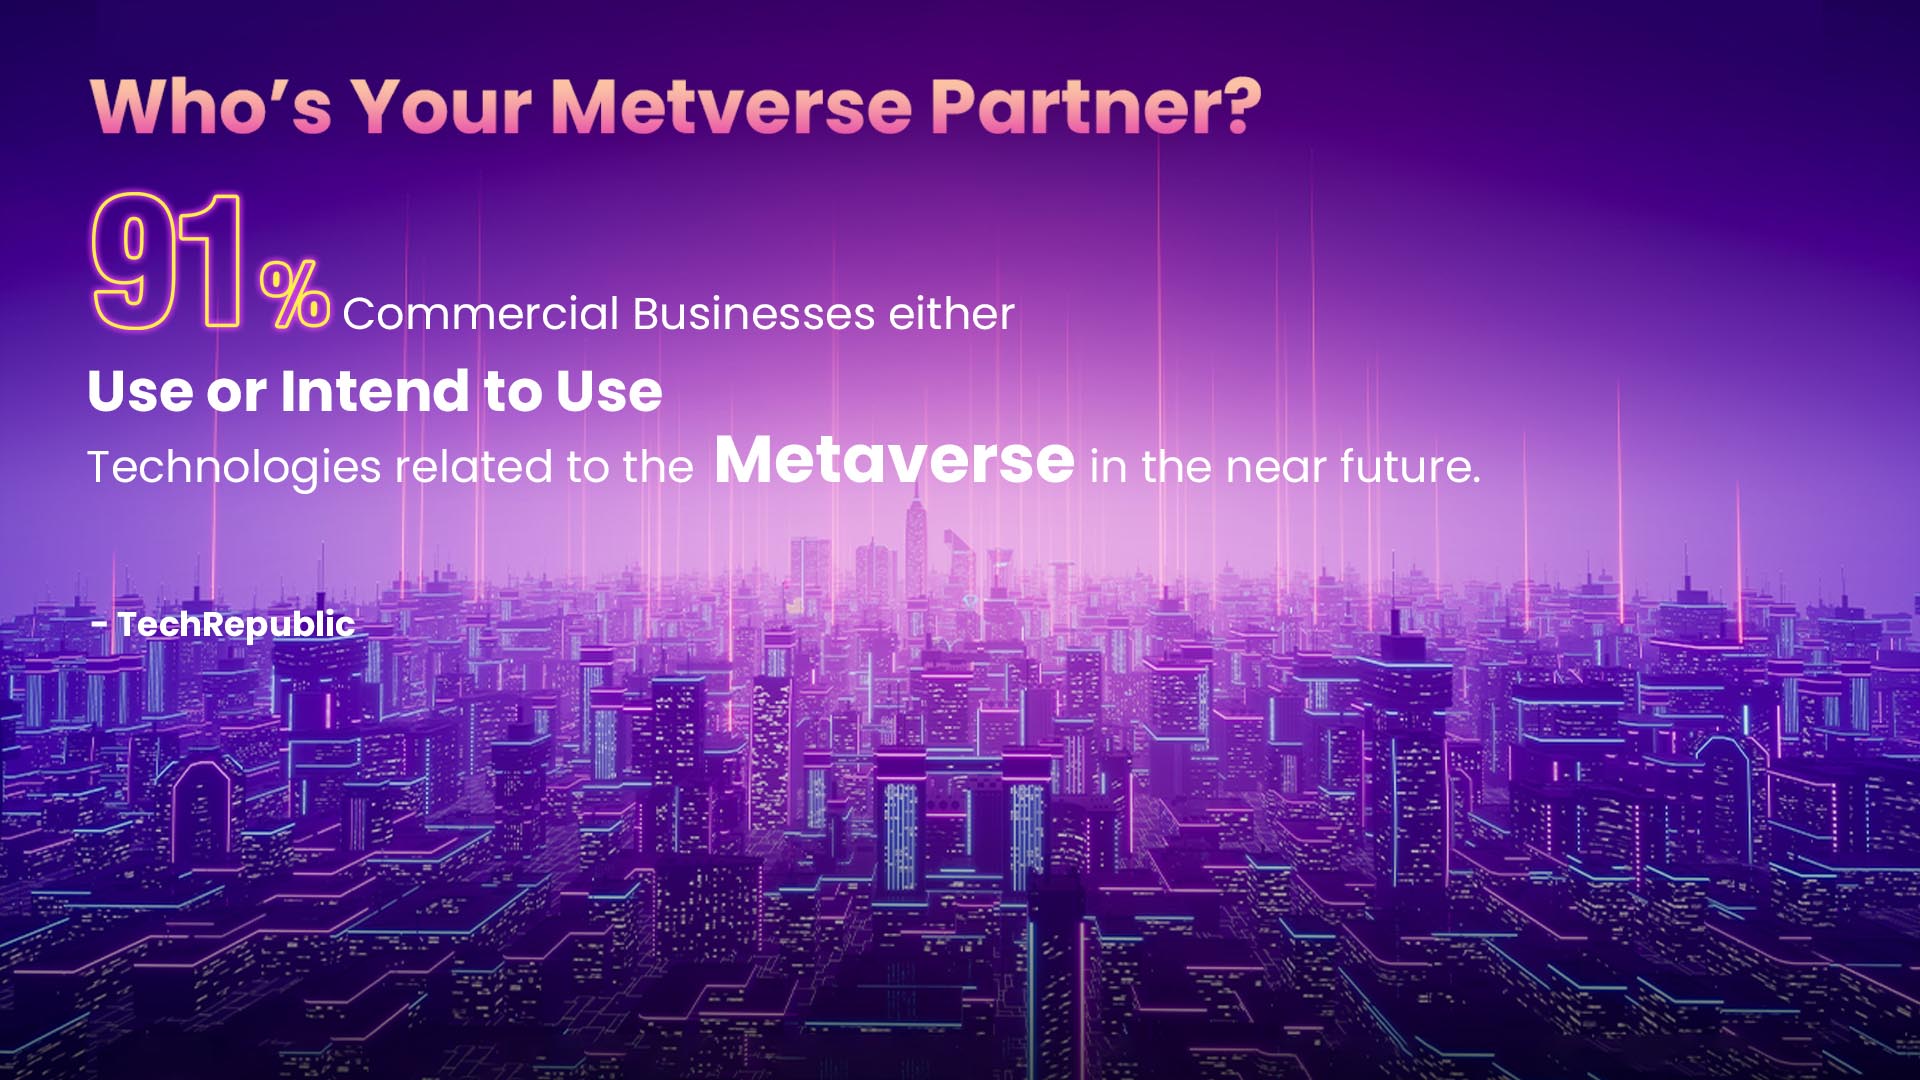 Who’s Your Metverse Partner?
91% Commercial Businesses either
Use or Intend to Use
Technologies related to the Metaverse in the near future.
- TechRepublic